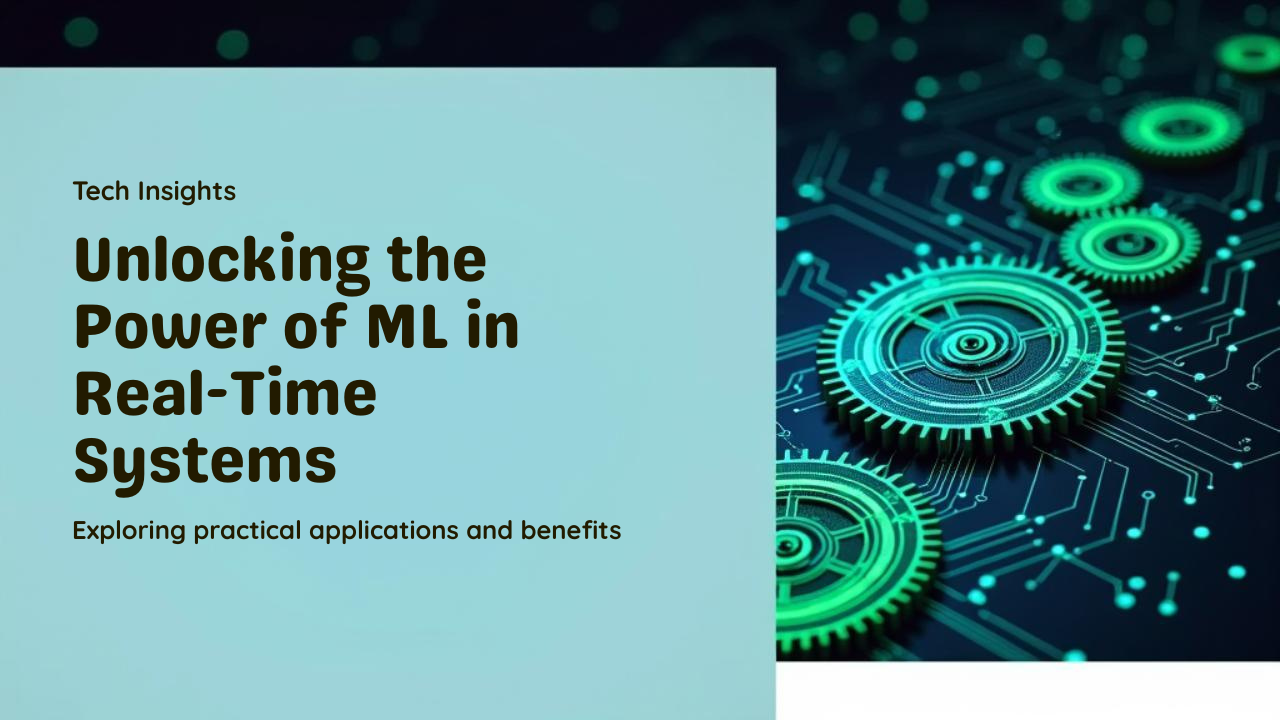 Tech Insights
Unlocking the
Power of ML in
Real-Time
Systems
Exploring practical applications and benefits